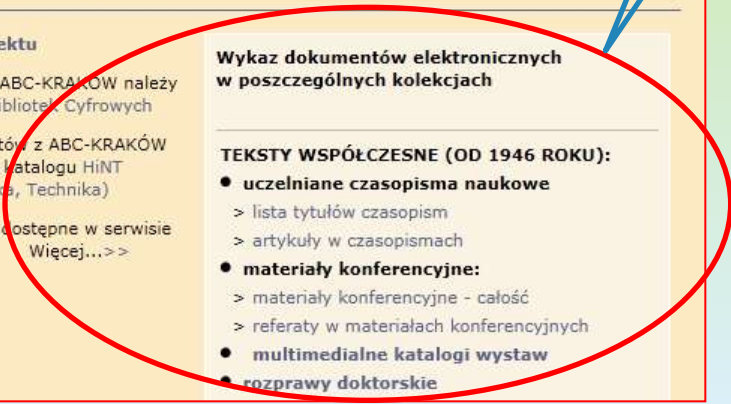 ektu
ABC-KRAKÓW należy
ibliotek Cyfrowych
tów z ABC-KRAKÓW
katalogu HiNT
a, Technika)
dostępne w serwisie
Więcej...>>
Wykaz dokumentów elektronicznych
w poszczególnych kolekcjach
TEKSTY WSPÓŁCZESNE (OD 1946 ROKU):
● uczelniane czasopisma naukowe
> lista tytułów czasopism
> artykuły w czasopismach
● materiały konferencyjne:
> materiały konferencyjne - całość
> referaty w materiałach konferencyjnych
● multimedialne katalogi wystaw
● rozprawy doktorskie